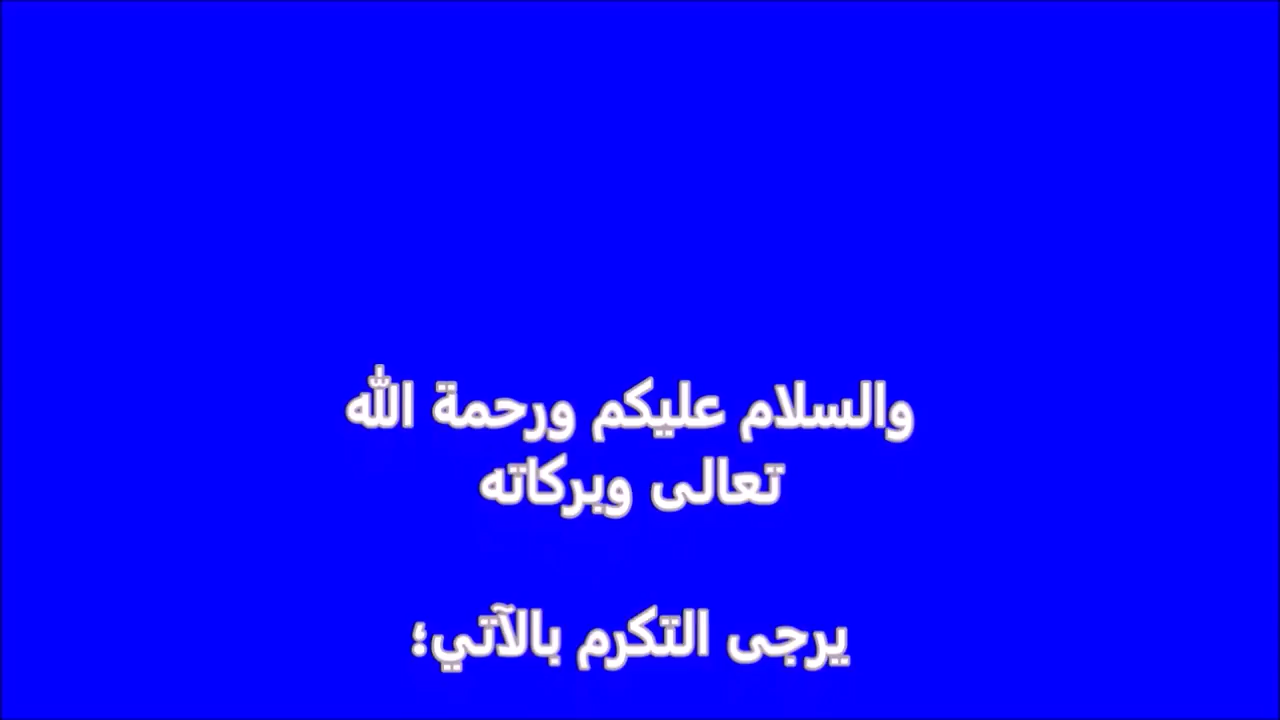 والسلام عليكم ورحمة الله
تعالى وبركاته
يرجى التكرم بالآتي؛